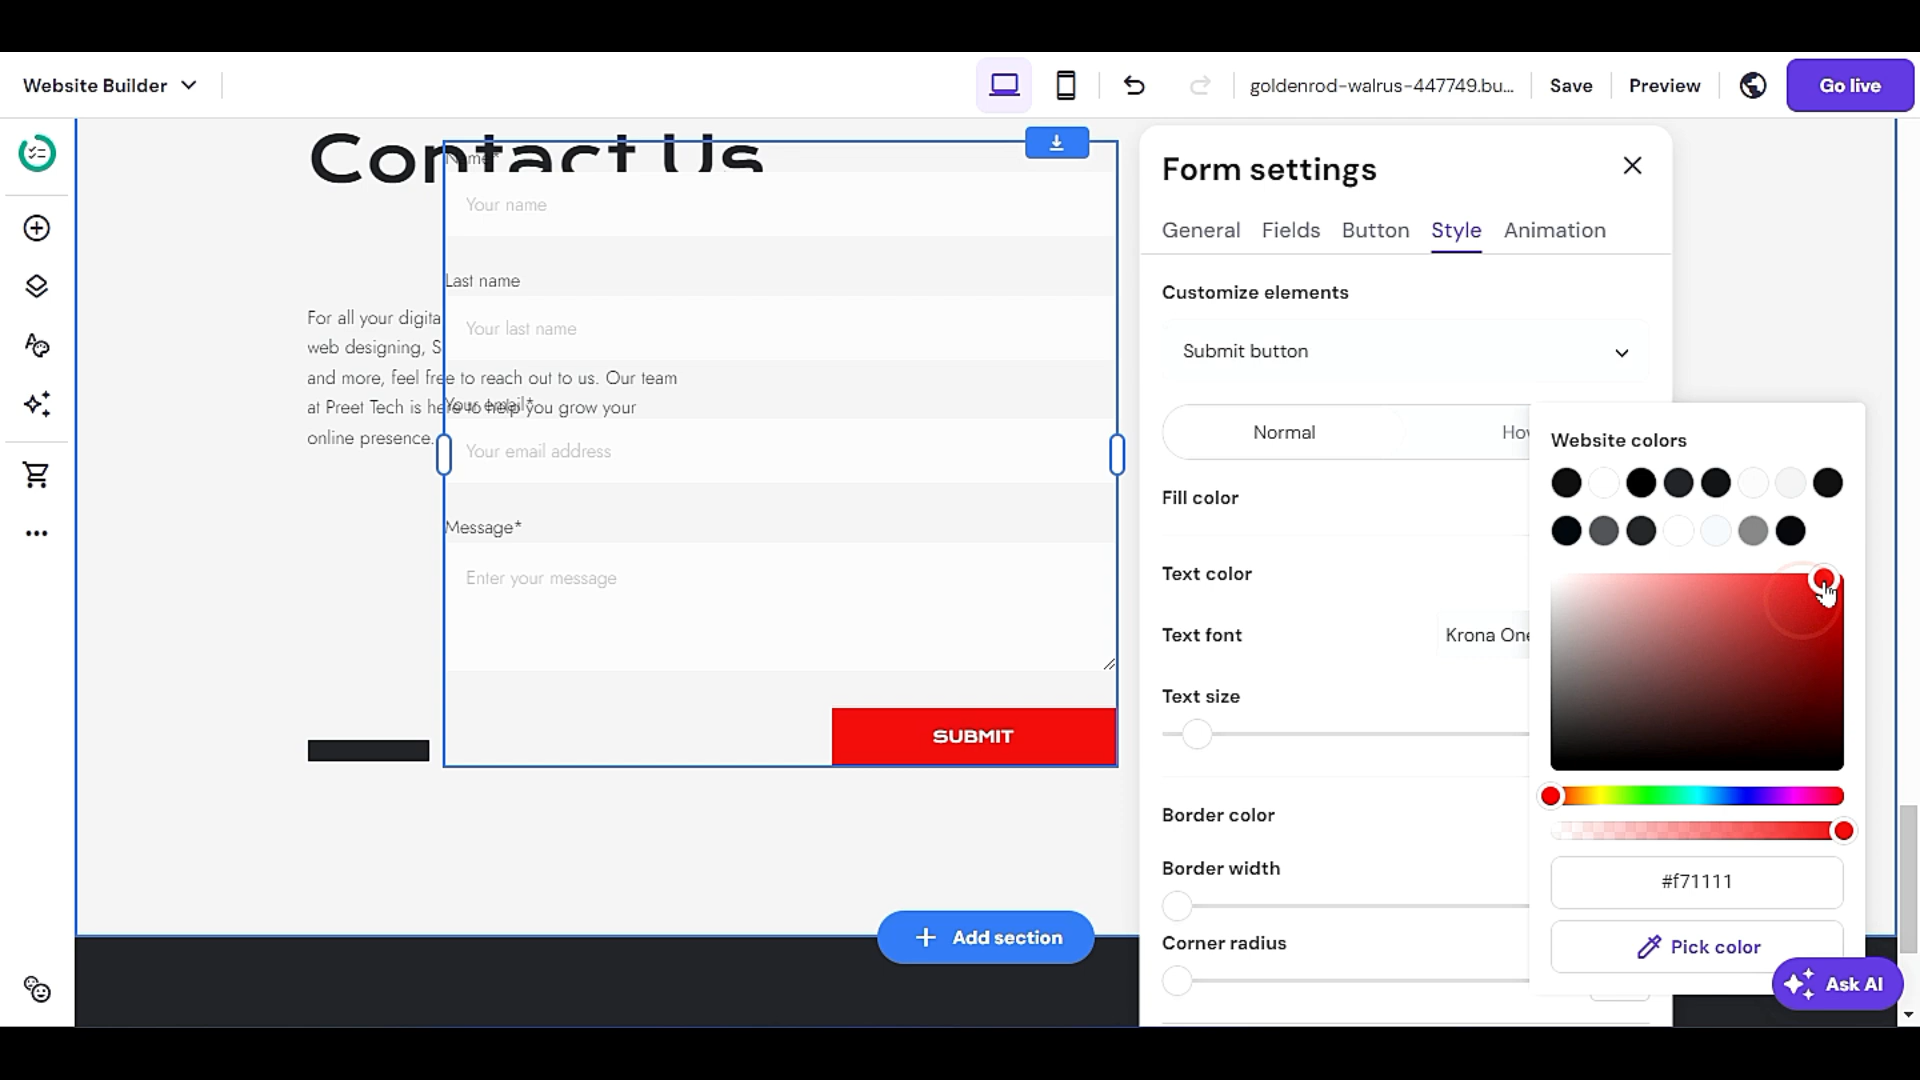 Website Builder
goldenrod-walrus-447749.bu...
Save
Preview
Go live
Contact Us
Name*
Your name
Last name
Your last name
For all your digita
web designing, S
and more, feel free to reach out to us. Our team
at Preet Tech is here to help you grow your
online presence.
Your email*
Your email address
Message*
Enter your message
SUBMIT
Add section
Form settings
General
Fields
Button
Style
Animation
Customize elements
Submit button
Normal
Hov
Fill color
Text color
Text font
Krona One
Text size
Border color
Border width
Corner radius
Website colors
#f71111
Pick color
Ask AI